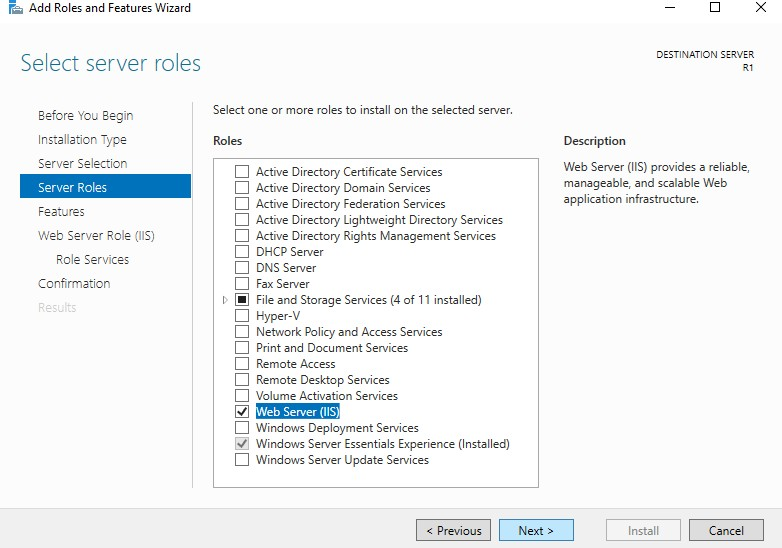 Add Roles and Features Wizard
Select server roles
DESTINATION SERVER
R1
Before You Begin
Installation Type
Server Selection
Server Roles
Features
Web Server Role (IIS)
Role Services
Confirmation
Results
Select one or more roles to install on the selected server.
Roles
Active Directory Certificate Services
Active Directory Domain Services
Active Directory Federation Services
Active Directory Lightweight Directory Services
Active Directory Rights Management Services
DHCP Server
DNS Server
Fax Server
File and Storage Services (4 of 11 installed)
Hyper-V
Network Policy and Access Services
Print and Document Services
Remote Access
Remote Desktop Services
Volume Activation Services
Web Server (IIS)
Windows Deployment Services
Windows Server Essentials Experience (Installed)
Windows Server Update Services
Description
Web Server (IIS) provides a reliable,
manageable, and scalable Web
application infrastructure.
< Previous
Next >
Install
Cancel